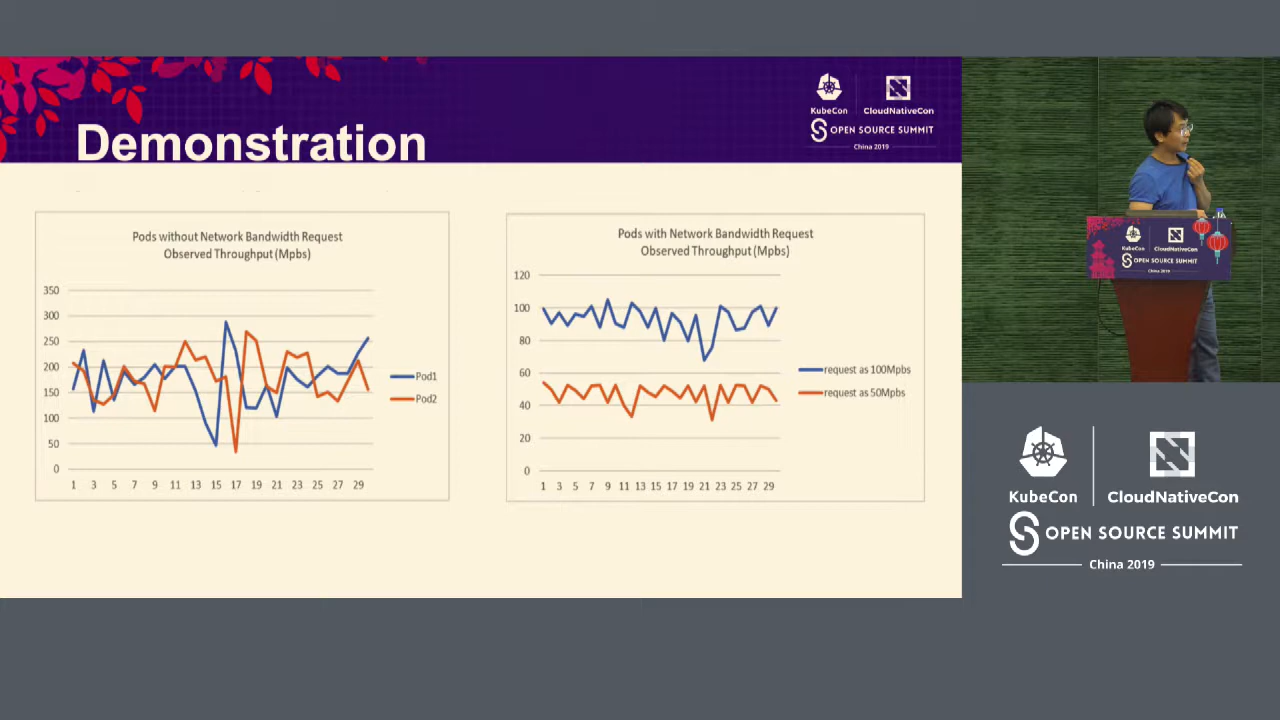 Demonstration
KubeCon
CloudNativeCon
OPEN SOURCE SUMMIT
China 2019
Pods without Network Bandwidth Request
Observed Throughput (Mpbs)
350
300
250
200
150
100
50
0
1 3 5 7 9 11 13 15 17 19 21 23 25 27 29
Pod1
Pod2
Pods with Network Bandwidth Request
Observed Throughput (Mpbs)
120
100
80
60
40
20
0
1 3 5 7 9 11 13 15 17 19 21 23 25 27 29
request as 100Mpbs
request as 50Mpbs
KubeCon
CloudNativeCon
OPEN SOURCE SUMMIT
China 2019
KubeCon
CloudNativeCon
OPEN SOURCE SUMMIT
China 2019